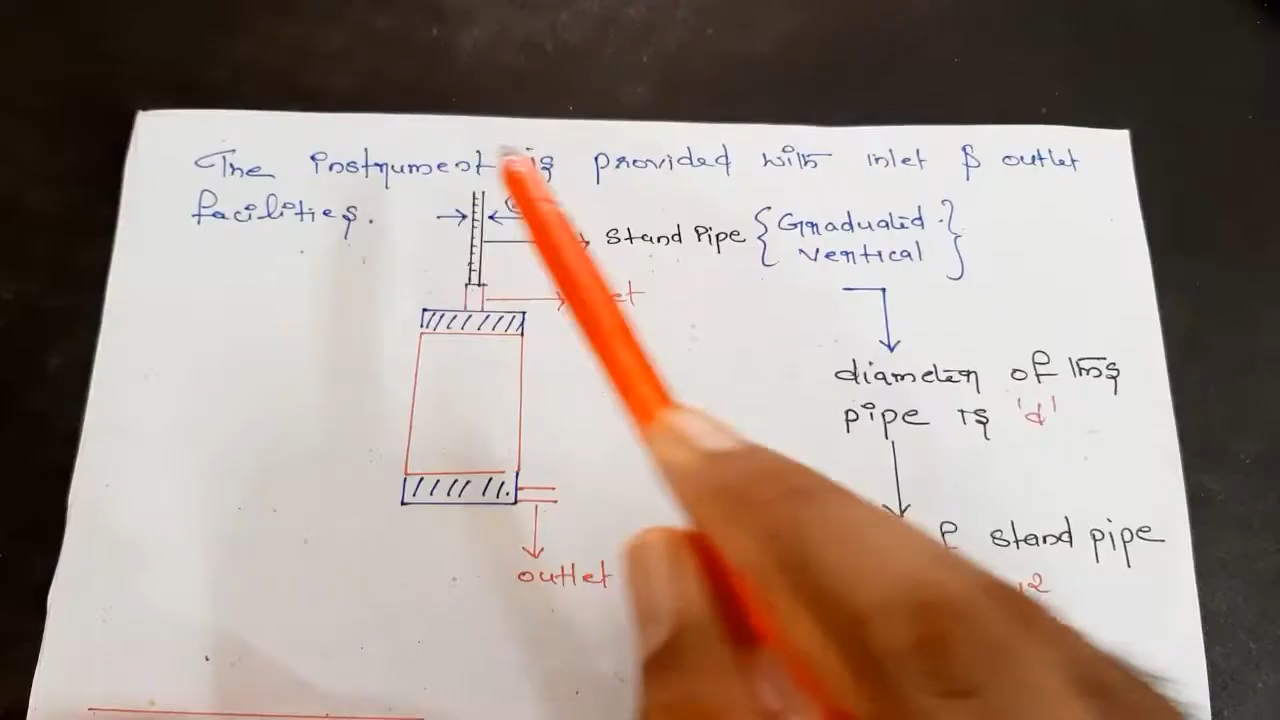 The instrument is provided with inlet & outlet
facilities.
Stand Pipe { Graduated }
Vertical
diameter of this
pipe is 'd'
stand pipe
outlet